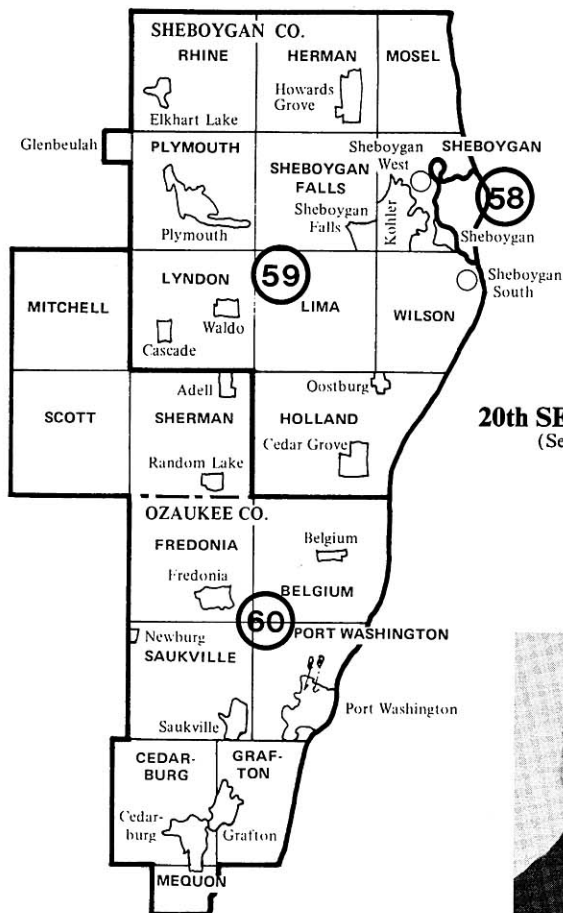 SHEBOYGAN CO.
RHINE
HERMAN
MOSEL
Howards
Grove
Elkhart Lake
Glenbeulah
PLYMOUTH
Sheboygan
West
SHEBOYGAN
SHEBOYGAN
FALLS
58
Sheboygan
Falls
Kohler
Plymouth
Sheboygan
LYNDON
59
Sheboygan
South
MITCHELL
Waldo
LIMA
WILSON
Cascade
Adell
Oostburg
SCOTT
SHERMAN
HOLLAND
20th SE
(Se
Cedar Grove
Random Lake
OZAUKEE CO.
FREDONIA
Belgium
Fredonia
BELGIUM
60
Newburg
PORT WASHINGTON
SAUKVILLE
Port Washington
Saukville
CEDAR-
BURG
GRAF-
TON
Cedar-
burg
Grafton
MEQUON